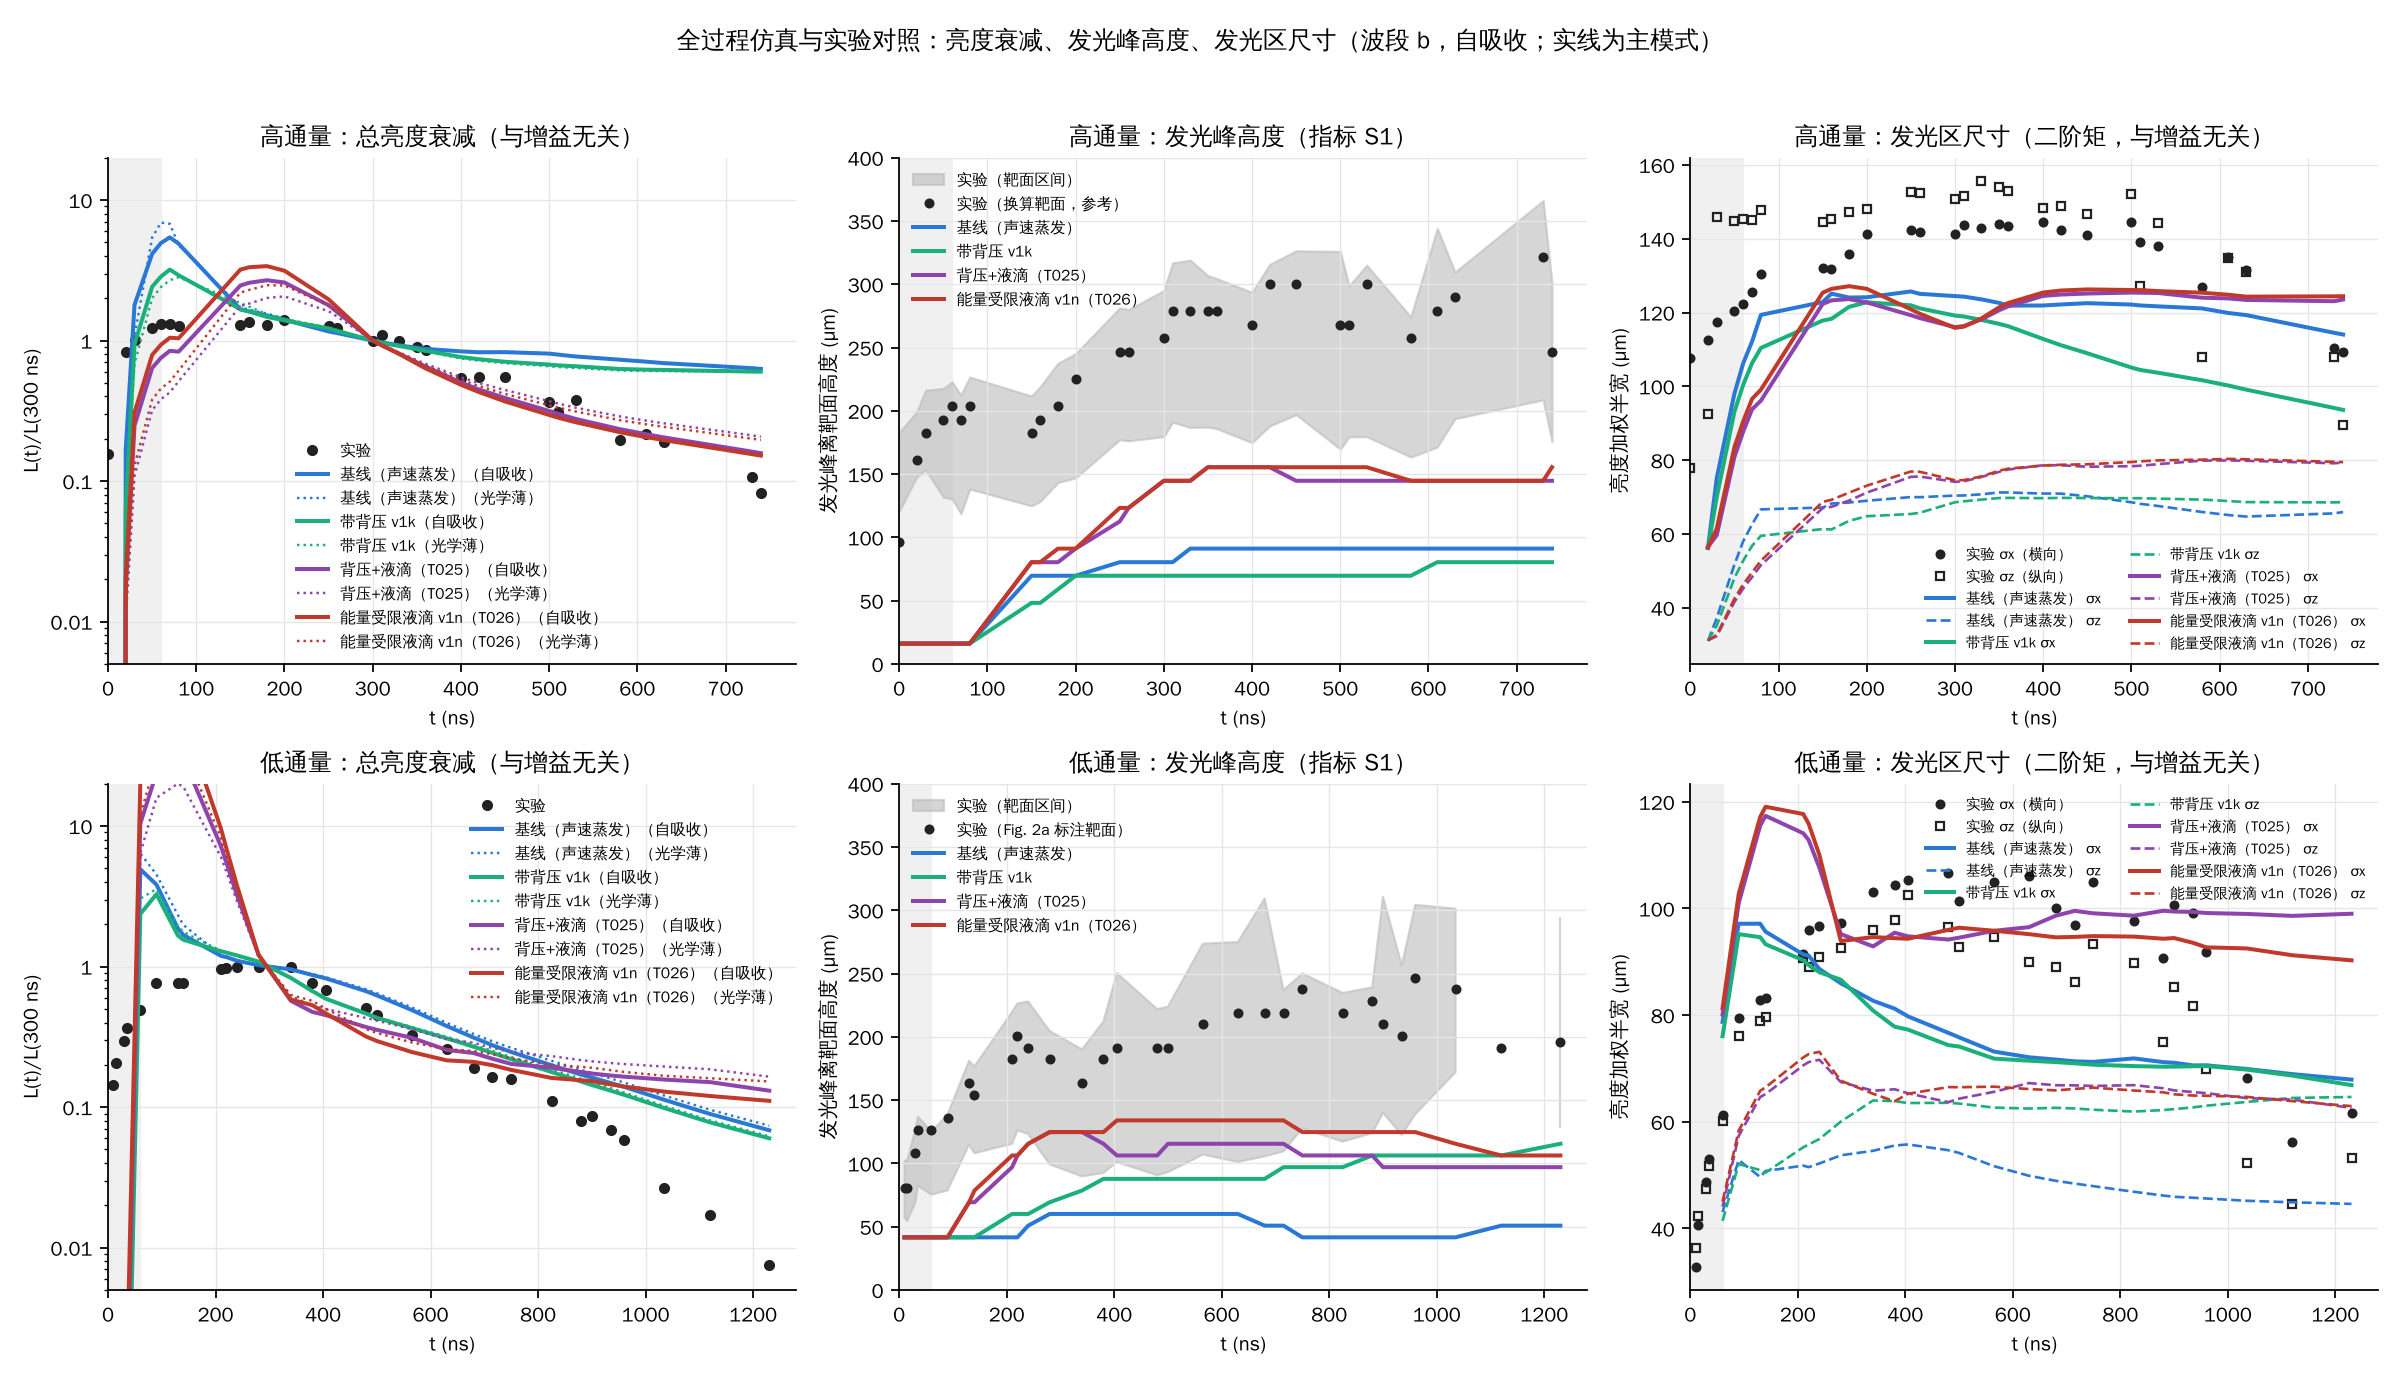 全过程仿真与实验对照：亮度衰减、发光峰高度、发光区尺寸（波段 b，自吸收；实线为主模式）
高通量：总亮度衰减（与增益无关）
L(t)/L(300 ns)
10
1
0.1
0.01
实验
基线（声速蒸发）（自吸收）
基线（声速蒸发）（光学薄）
带背压 v1k（自吸收）
带背压 v1k（光学薄）
背压+液滴（T025）（自吸收）
背压+液滴（T025）（光学薄）
能量受限液滴 v1n（T026）（自吸收）
能量受限液滴 v1n（T026）（光学薄）
0 100 200 300 400 500 600 700
t (ns)
高通量：发光峰高度（指标 S1）
发光峰离靶面高度 (μm)
400
350
300
250
200
150
100
50
0
实验（靶面区间）
实验（换算靶面，参考）
基线（声速蒸发）
带背压 v1k
背压+液滴（T025）
能量受限液滴 v1n（T026）
0 100 200 300 400 500 600 700
t (ns)
高通量：发光区尺寸（二阶矩，与增益无关）
亮度加权半宽 (μm)
160
140
120
100
80
60
40
实验 σx（横向）
实验 σz（纵向）
基线（声速蒸发） σx
基线（声速蒸发） σz
带背压 v1k σx
带背压 v1k σz
背压+液滴（T025） σx
背压+液滴（T025） σz
能量受限液滴 v1n（T026） σx
能量受限液滴 v1n（T026） σz
0 100 200 300 400 500 600 700
t (ns)
低通量：总亮度衰减（与增益无关）
L(t)/L(300 ns)
10
1
0.1
0.01
实验
基线（声速蒸发）（自吸收）
基线（声速蒸发）（光学薄）
带背压 v1k（自吸收）
带背压 v1k（光学薄）
背压+液滴（T025）（自吸收）
背压+液滴（T025）（光学薄）
能量受限液滴 v1n（T026）（自吸收）
能量受限液滴 v1n（T026）（光学薄）
0 200 400 600 800 1000 1200
t (ns)
低通量：发光峰高度（指标 S1）
发光峰离靶面高度 (μm)
400
350
300
250
200
150
100
50
0
实验（靶面区间）
实验（Fig. 2a 标注靶面）
基线（声速蒸发）
带背压 v1k
背压+液滴（T025）
能量受限液滴 v1n（T026）
0 200 400 600 800 1000 1200
t (ns)
低通量：发光区尺寸（二阶矩，与增益无关）
亮度加权半宽 (μm)
120
100
80
60
40
实验 σx（横向）
实验 σz（纵向）
基线（声速蒸发） σx
基线（声速蒸发） σz
带背压 v1k σx
带背压 v1k σz
背压+液滴（T025） σx
背压+液滴（T025） σz
能量受限液滴 v1n（T026） σx
能量受限液滴 v1n（T026） σz
0 200 400 600 800 1000 1200
t (ns)